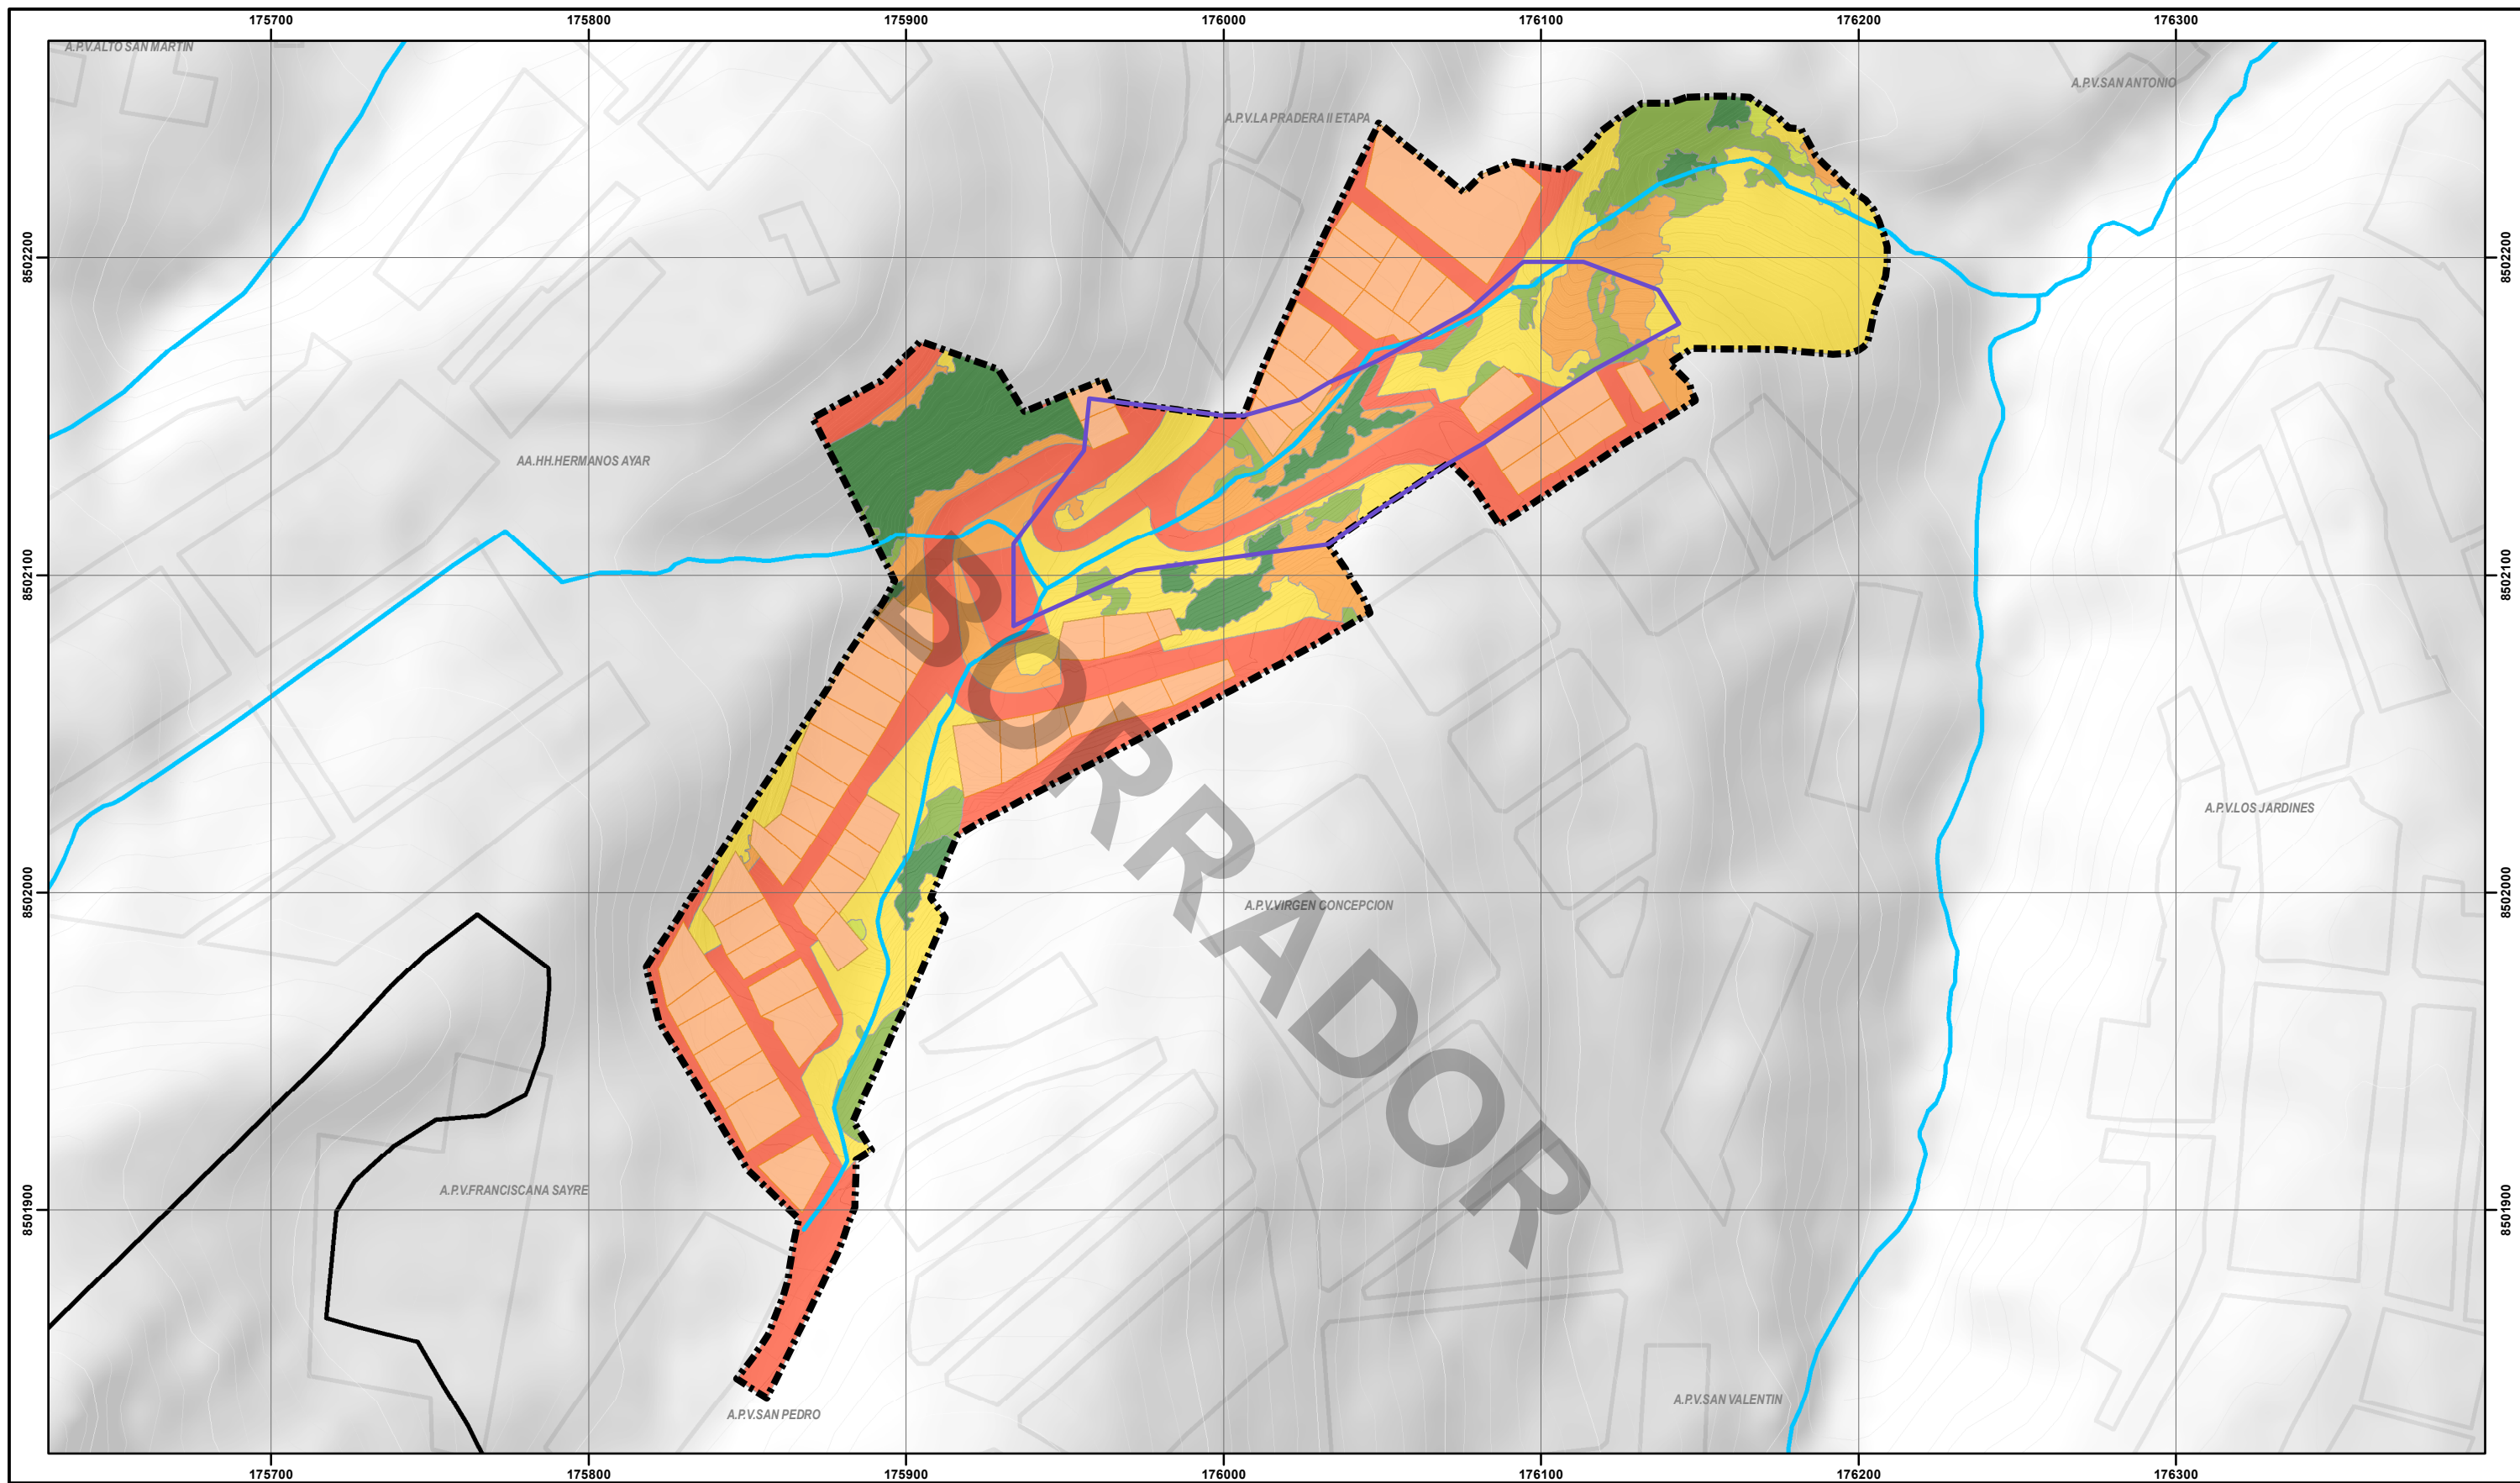 175700 175800 175900 176000 176100 176200 176300
A.P.V.ALTO SAN MARTIN
A.P.V.SAN ANTONIO
A.P.V.LA PRADERA II ETAPA
8502200 8502200
AA.HH.HERMANOS AYAR
8502100 8502100
A.P.V.LOS JARDINES
8502000 8502000
A.P.V.VIRGEN CONCEPCION
BORRADOR
A.P.V.FRANCISCANA SAYRE
8501900 8501900
A.P.V.SAN VALENTIN
A.P.V.SAN PEDRO
175700 175800 175900 176000 176100 176200 176300